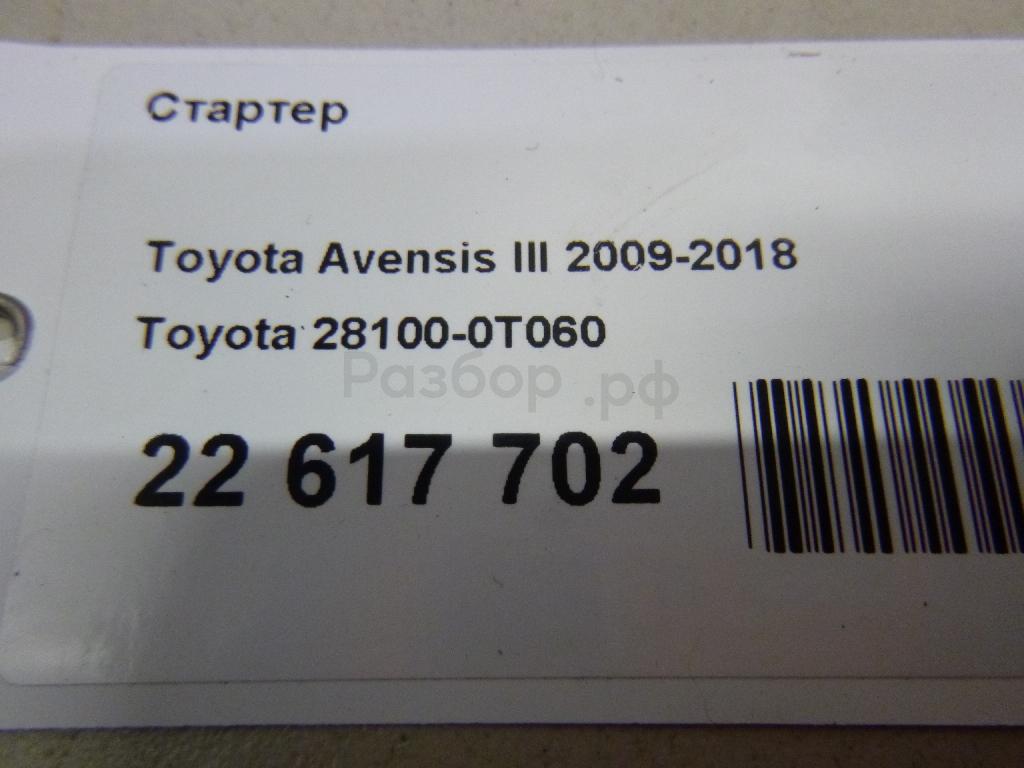 Стартер
Toyota Avensis III 2009-2018
Toyota 28100-0T060
Разбор.рф
22 617 702